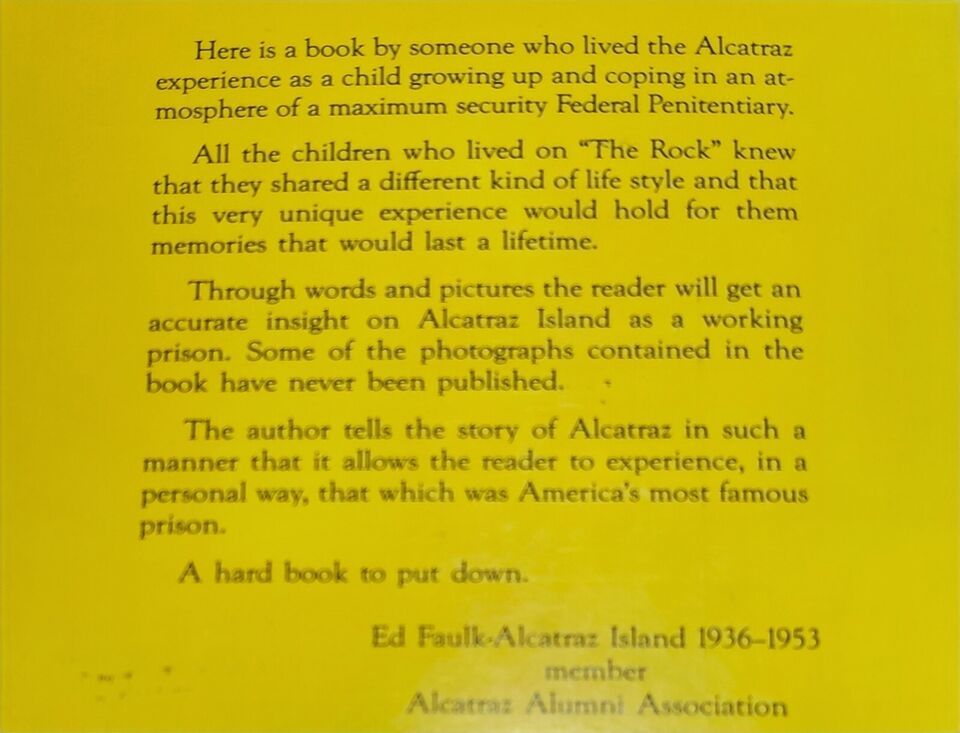 Here is a book by someone who lived the Alcatraz
experience as a child growing up and coping in an at-
mosphere of a maximum security Federal Penitentiary.
All the children who lived on “The Rock” knew
that they shared a different kind of life style and that
this very unique experience would hold for them
memories that would last a lifetime.
Through words and pictures the reader will get an
accurate insight on Alcatraz Island as a working
prison. Some of the photographs contained in the
book have never been published.
The author tells the story of Alcatraz in such a
manner that it allows the reader to experience, in a
personal way, that which was America's most famous
prison.
A hard book to put down.
Ed Faulk-Alcatraz Island 1936–1953
member
Alcatraz Alumni Association